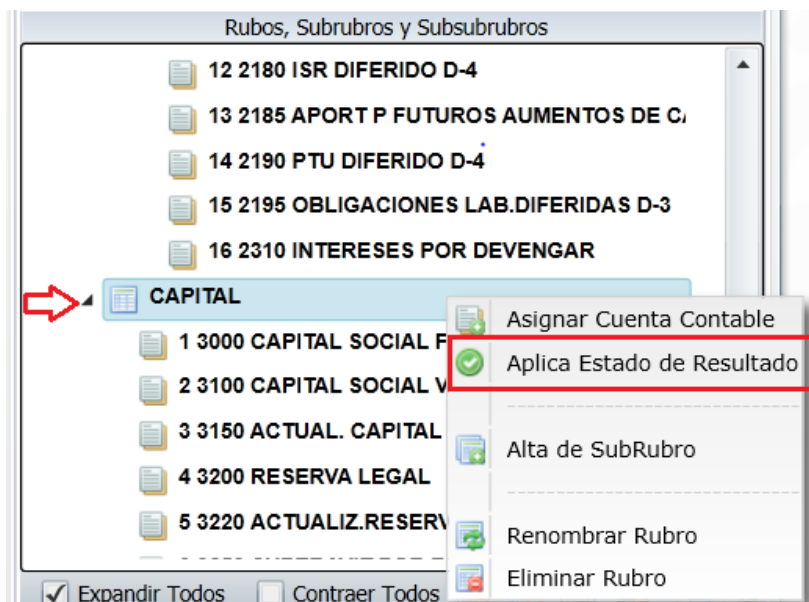 Rubos, Subrubros y Subsubrubros
12 2180 ISR DIFERIDO D-4
13 2185 APORT P FUTUROS AUMENTOS DE
14 2190 PTU DIFERIDO D-4
15 2195 OBLIGACIONES LAB.DIFERIDAS D-3
16 2310 INTERESES POR DEVENGAR
CAPITAL
1 3000 CAPITAL SOCIAL F
2 3100 CAPITAL SOCIAL V
3 3150 ACTUAL. CAPITAL
4 3200 RESERVA LEGAL
5 3220 ACTUALIZ.RESERV
Asignar Cuenta Contable
Aplica Estado de Resultado
Alta de SubRubro
Renombrar Rubro
Eliminar Rubro
Expandir Todos
Contraer Todos